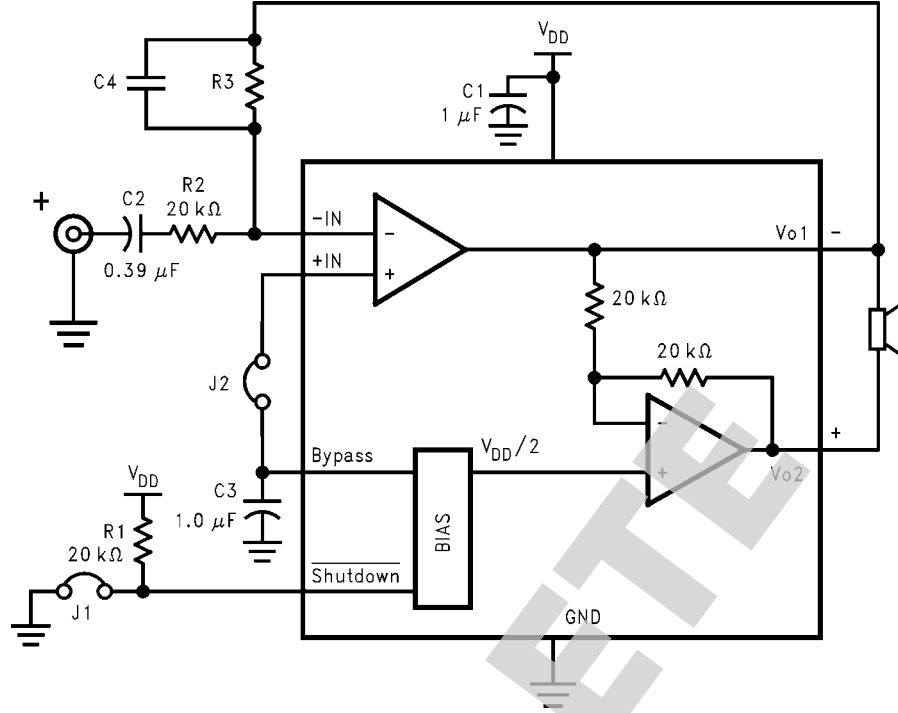 V_DD
C4
R3
C1
1 μF
R2
20 kΩ
+
C2
0.39 μF
-IN
-
+IN
+
Vo1
-
20 kΩ
20 kΩ
J2
-
+
Vo2
+
Bypass
V_DD/2
C3
1.0 μF
BIAS
V_DD
R1
20 kΩ
Shutdown
J1
GND
ETE